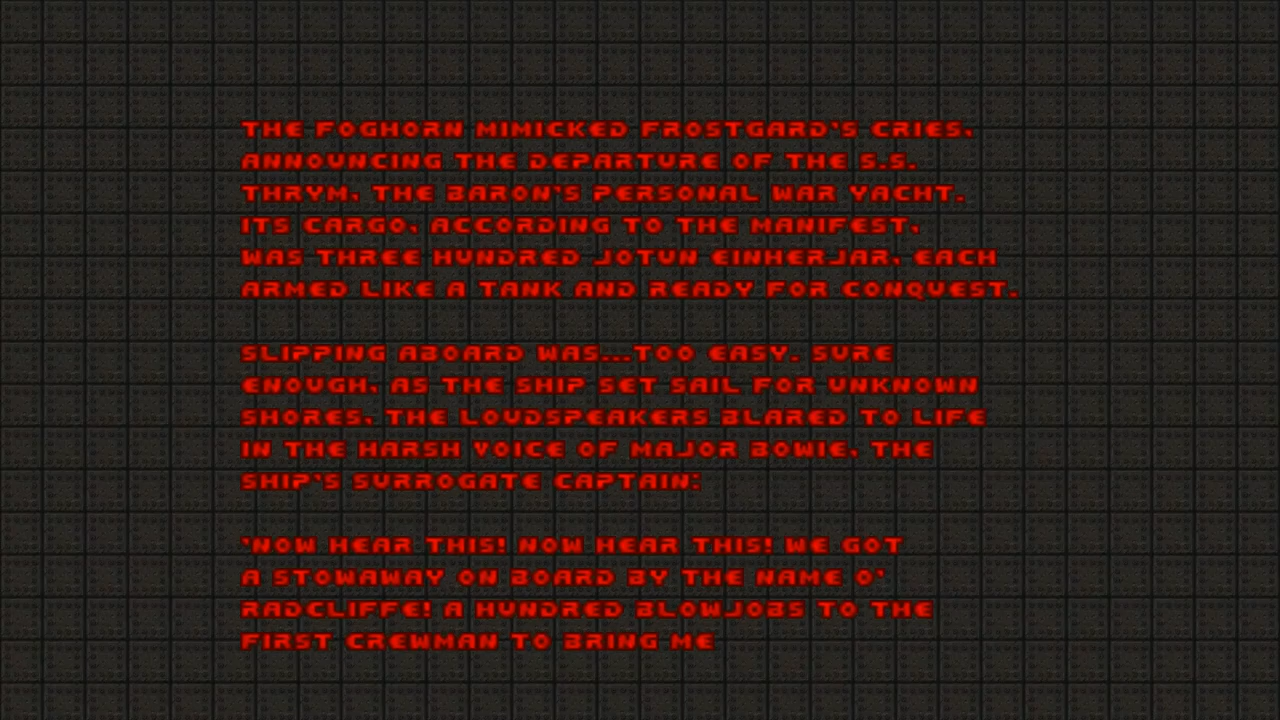 THE FOGHORN MIMICKED FROSTGARD'S CRIES,
ANNOUNCING THE DEPARTURE OF THE S.S.
THRYM, THE BARON'S PERSONAL WAR YACHT.
ITS CARGO, ACCORDING TO THE MANIFEST,
WAS THREE HUNDRED JOTUN EINHERJAR, EACH
ARMED LIKE A TANK AND READY FOR CONQUEST.

SLIPPING ABOARD WAS...TOO EASY. SURE
ENOUGH, AS THE SHIP SET SAIL FOR UNKNOWN
SHORES, THE LOUDSPEAKERS BLARED TO LIFE
IN THE HARSH VOICE OF MAJOR BOWIE, THE
SHIP'S SURROGATE CAPTAIN:

'NOW HEAR THIS! NOW HEAR THIS! WE GOT
A STOWAWAY ON BOARD BY THE NAME O'
RADCLIFFE! A HUNDRED BLOWJOBS TO THE
FIRST CREWMAN TO BRING ME